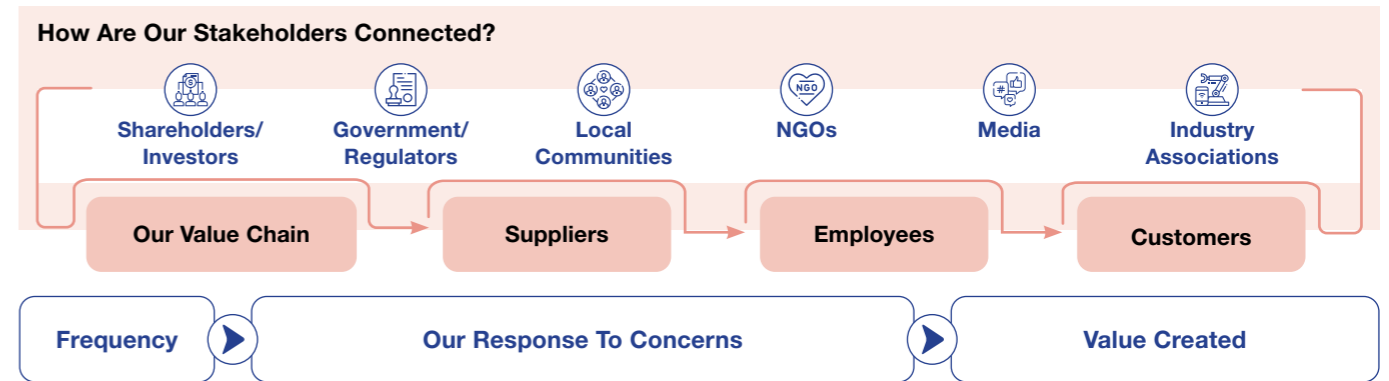 How Are Our Stakeholders Connected?
$
NGO
#
Shareholders/
Investors
Government/
Regulators
Local
Communities
NGOs
Media
Industry
Associations
Our Value Chain
Suppliers
Employees
Customers
Frequency
Our Response To Concerns
Value Created